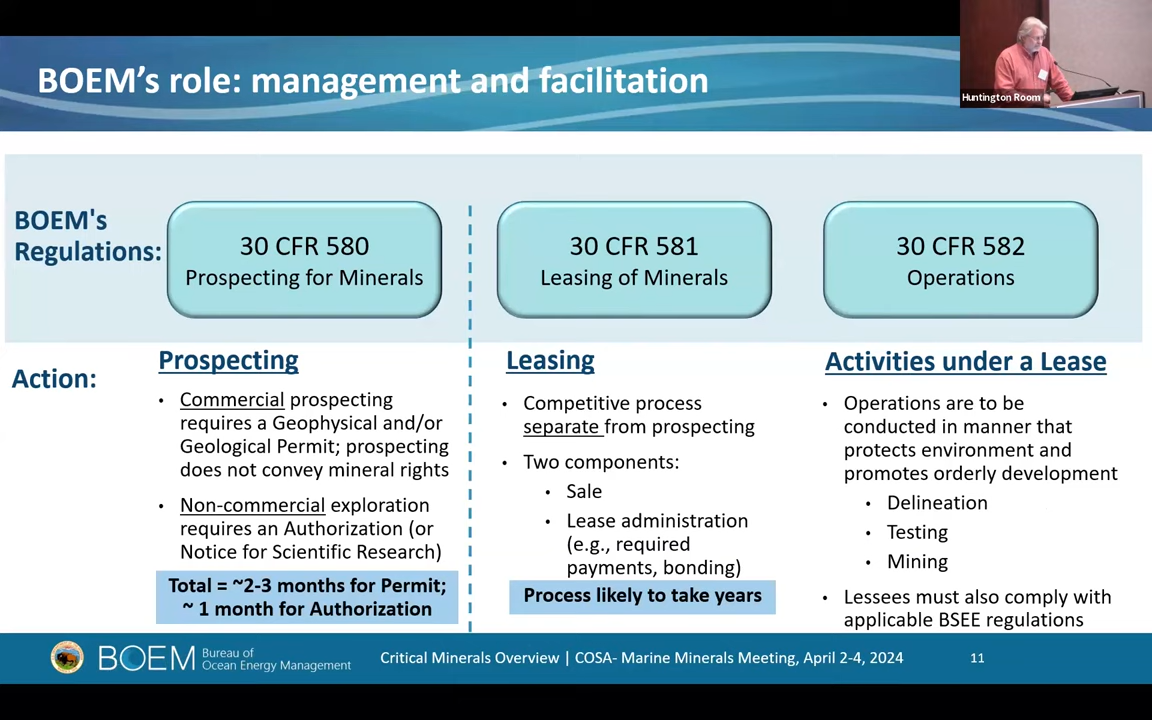 BOEM’s role: management and facilitation
Huntington Room
BOEM's
Regulations:
30 CFR 580
Prospecting for Minerals
30 CFR 581
Leasing of Minerals
30 CFR 582
Operations
Action:
Prospecting
• Commercial prospecting
requires a Geophysical and/or
Geological Permit; prospecting
does not convey mineral rights
• Non-commercial exploration
requires an Authorization (or
Notice for Scientific Research)
Total = ~2-3 months for Permit;
~ 1 month for Authorization
Leasing
• Competitive process
separate from prospecting
• Two components:
• Sale
• Lease administration
(e.g., required
payments, bonding)
Process likely to take years
Activities under a Lease
• Operations are to be
conducted in manner that
protects environment and
promotes orderly development
• Delineation
• Testing
• Mining
• Lessees must also comply with
applicable BSEE regulations
BOEM
Bureau of
Ocean Energy Management
Critical Minerals Overview | COSA- Marine Minerals Meeting, April 2-4, 2024
11